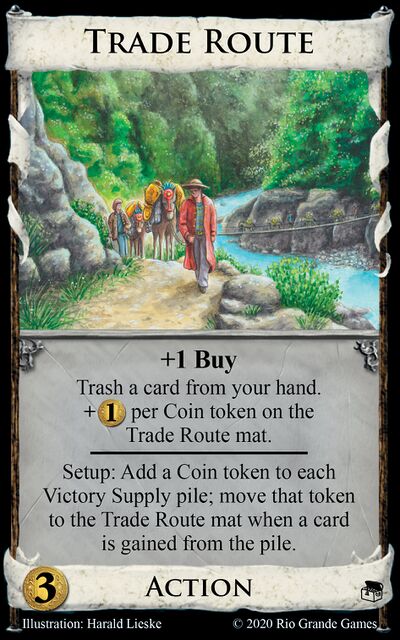 Trade Route
+1 Buy
Trash a card from your hand.
+1 per Coin token on the
Trade Route mat.
Setup: Add a Coin token to each
Victory Supply pile; move that token
to the Trade Route mat when a card
is gained from the pile.
3 Action
Illustration: Harald Lieske © 2020 Rio Grande Games